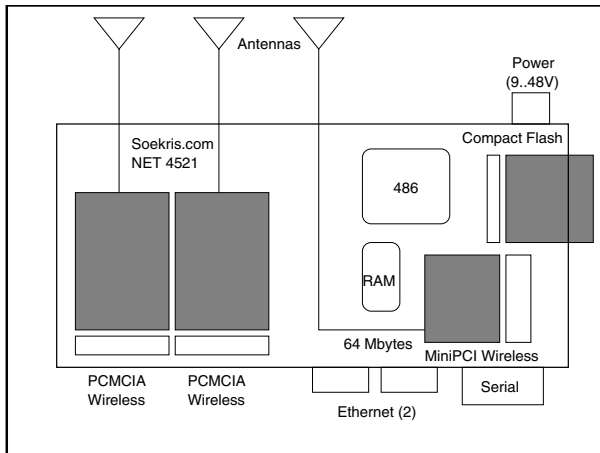 Antennas
Power
(9..48V)
Soekris.com
NET 4521
Compact Flash
486
RAM
64 Mbytes
MiniPCI Wireless
PCMCIA
Wireless
PCMCIA
Wireless
Ethernet (2)
Serial